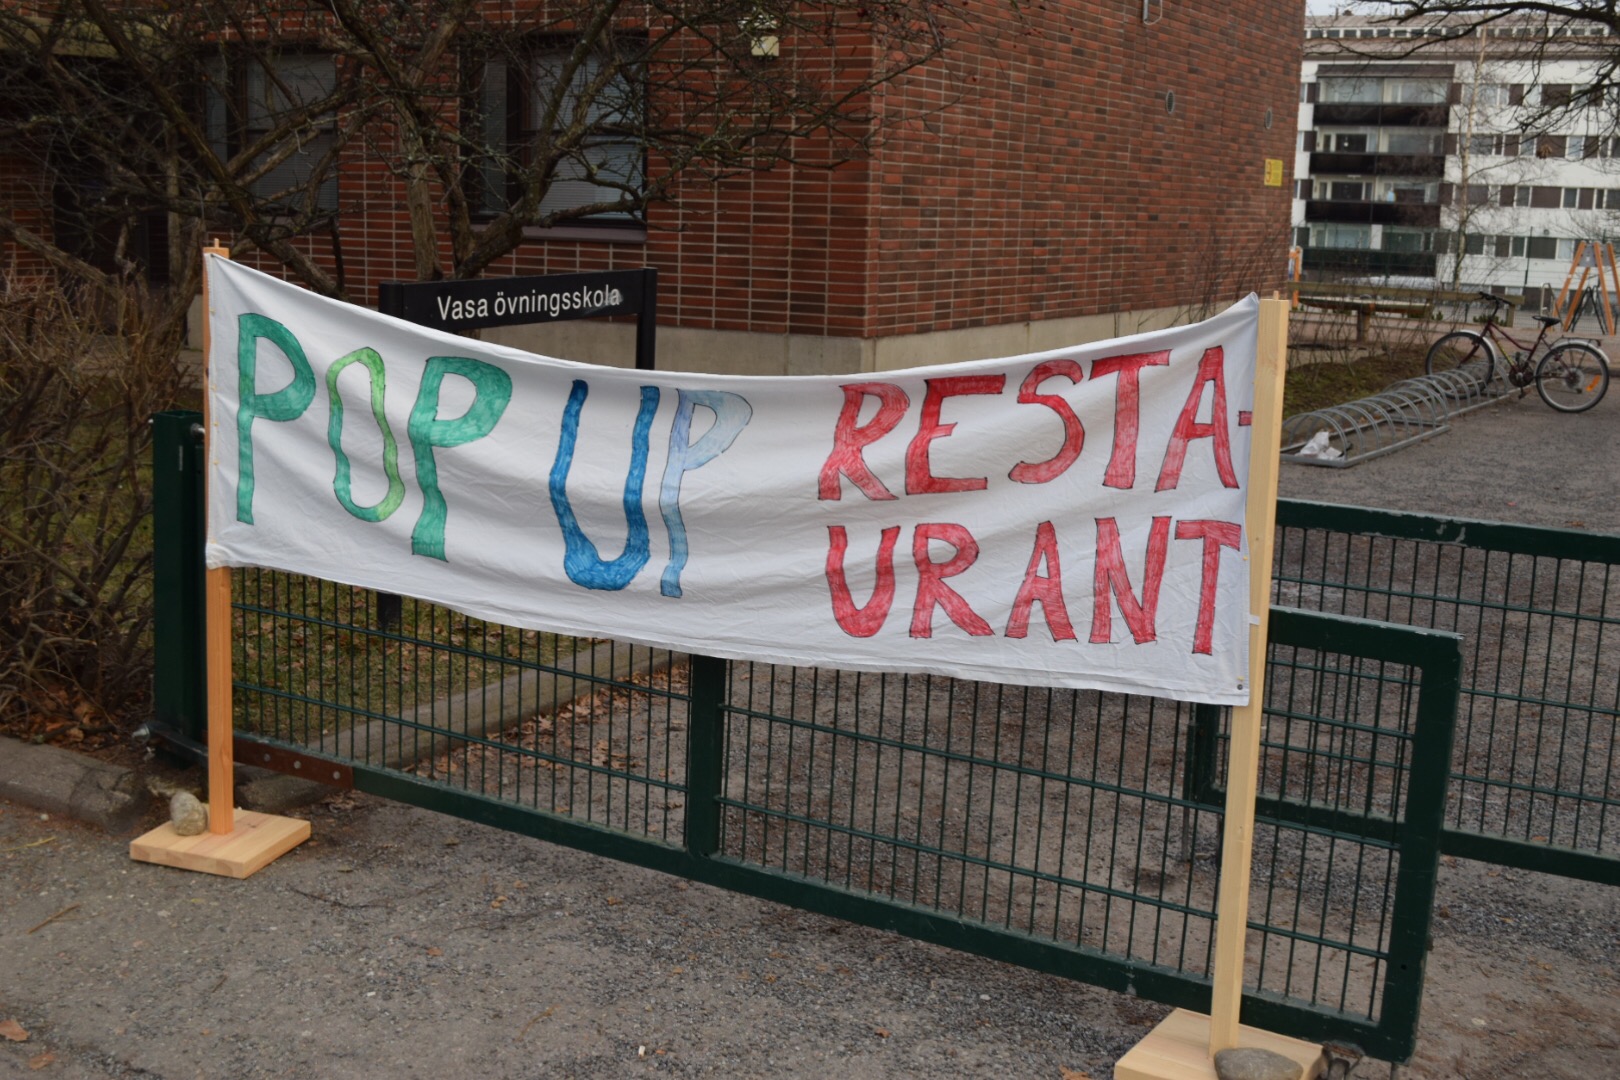 Vasa övningsskola
POP UP RESTA-
URANT